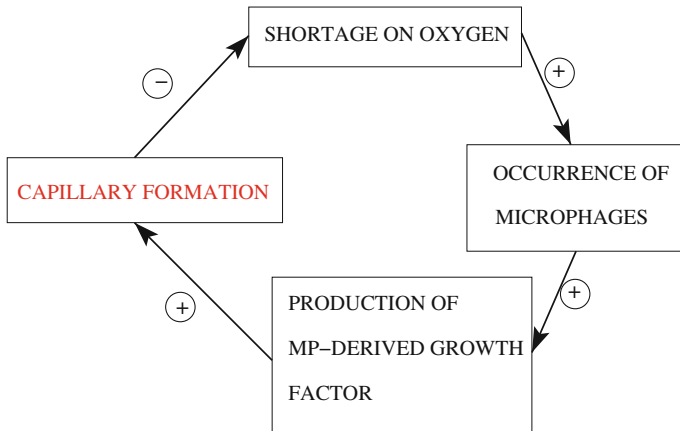 SHORTAGE ON OXYGEN
−
+
CAPILLARY FORMATION
OCCURRENCE OF
MICROPHAGES
+
+
PRODUCTION OF
MP−DERIVED GROWTH
FACTOR